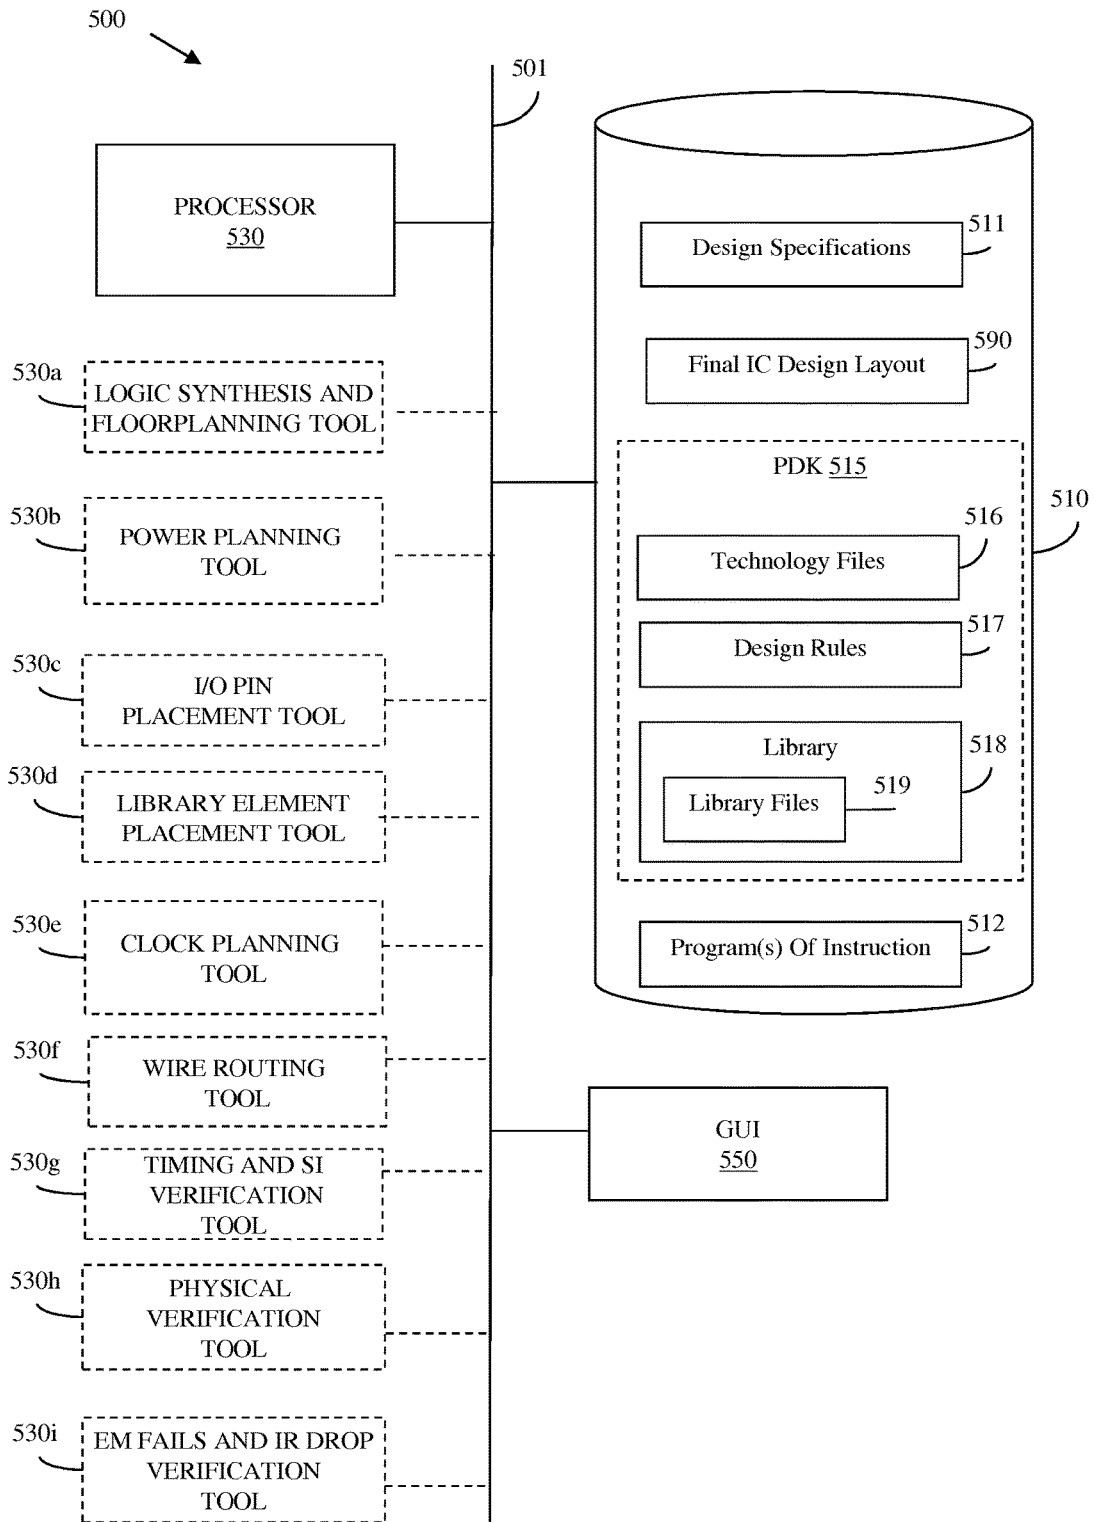 500
501
PROCESSOR
530
511
Design Specifications
590
Final IC Design Layout
530a
LOGIC SYNTHESIS AND
FLOORPLANNING TOOL
PDK 515
510
530b
POWER PLANNING
TOOL
516
Technology Files
517
Design Rules
530c
I/O PIN
PLACEMENT TOOL
518
Library
519
Library Files
530d
LIBRARY ELEMENT
PLACEMENT TOOL
530e
CLOCK PLANNING
TOOL
512
Program(s) Of Instruction
530f
WIRE ROUTING
TOOL
GUI
550
530g
TIMING AND SI
VERIFICATION
TOOL
530h
PHYSICAL
VERIFICATION
TOOL
530i
EM FAILS AND IR DROP
VERIFICATION
TOOL